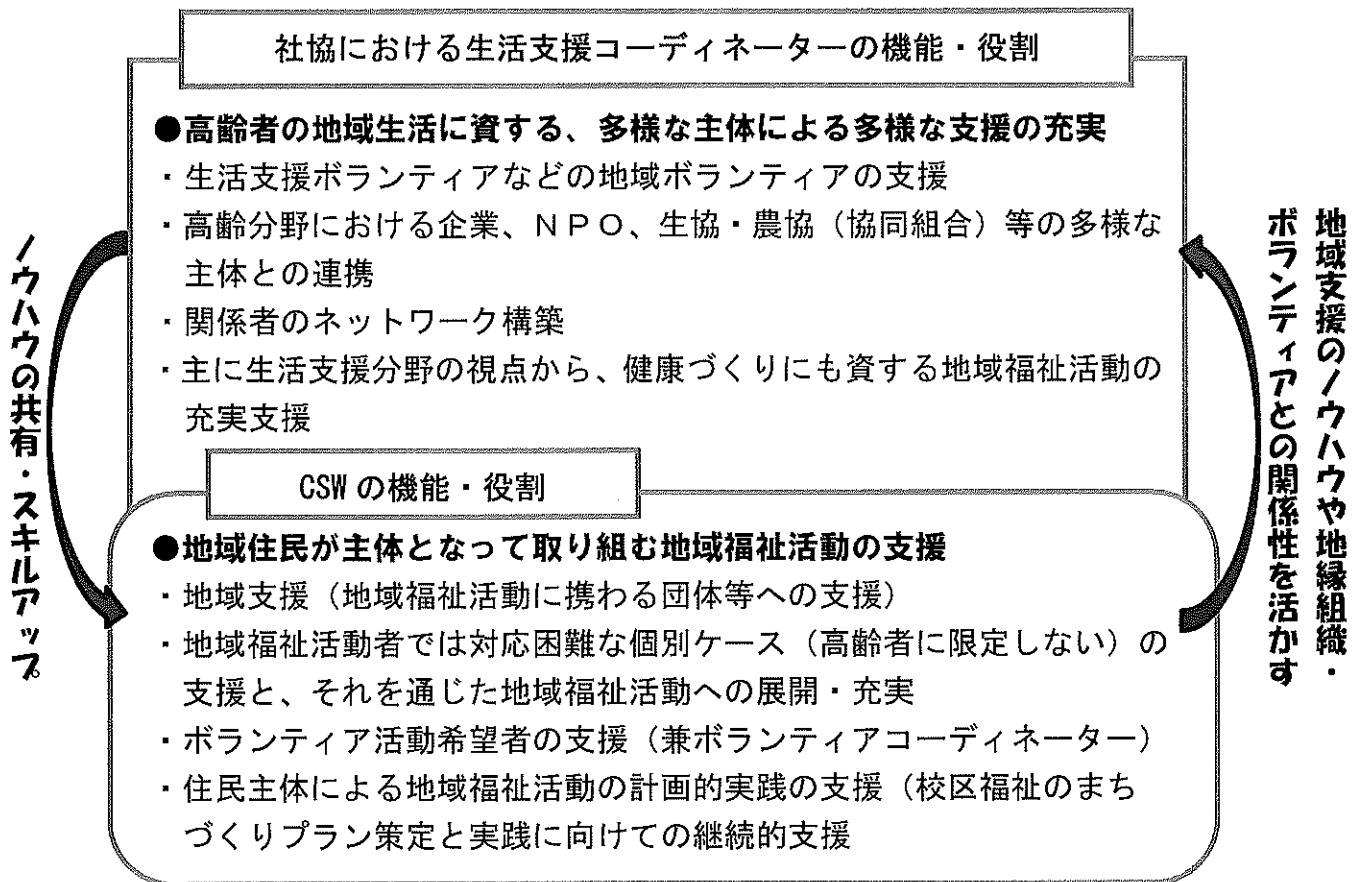 社協における生活支援コーディネーターの機能・役割
●高齢者の地域生活に資する、多様な主体による多様な支援の充実
・生活支援ボランティアなどの地域ボランティアの支援
・高齢分野における企業、ＮＰＯ、生協・農協（協同組合）等の多様な
主体との連携
・関係者のネットワーク構築
・主に生活支援分野の視点から、健康づくりにも資する地域福祉活動の
充実支援
CSWの機能・役割
●地域住民が主体となって取り組む地域福祉活動の支援
・地域支援（地域福祉活動に携わる団体等への支援）
・地域福祉活動者では対応困難な個別ケース（高齢者に限定しない）の
支援と、それを通じた地域福祉活動への展開・充実
・ボランティア活動希望者の支援（兼ボランティアコーディネーター）
・住民主体による地域福祉活動の計画的実践の支援（校区福祉のまち
づくりプラン策定と実践に向けての継続的支援
ノウハウの共有・スキルアップ
地域支援のノウハウや地縁組織・
ボランティアとの関係性を活かす